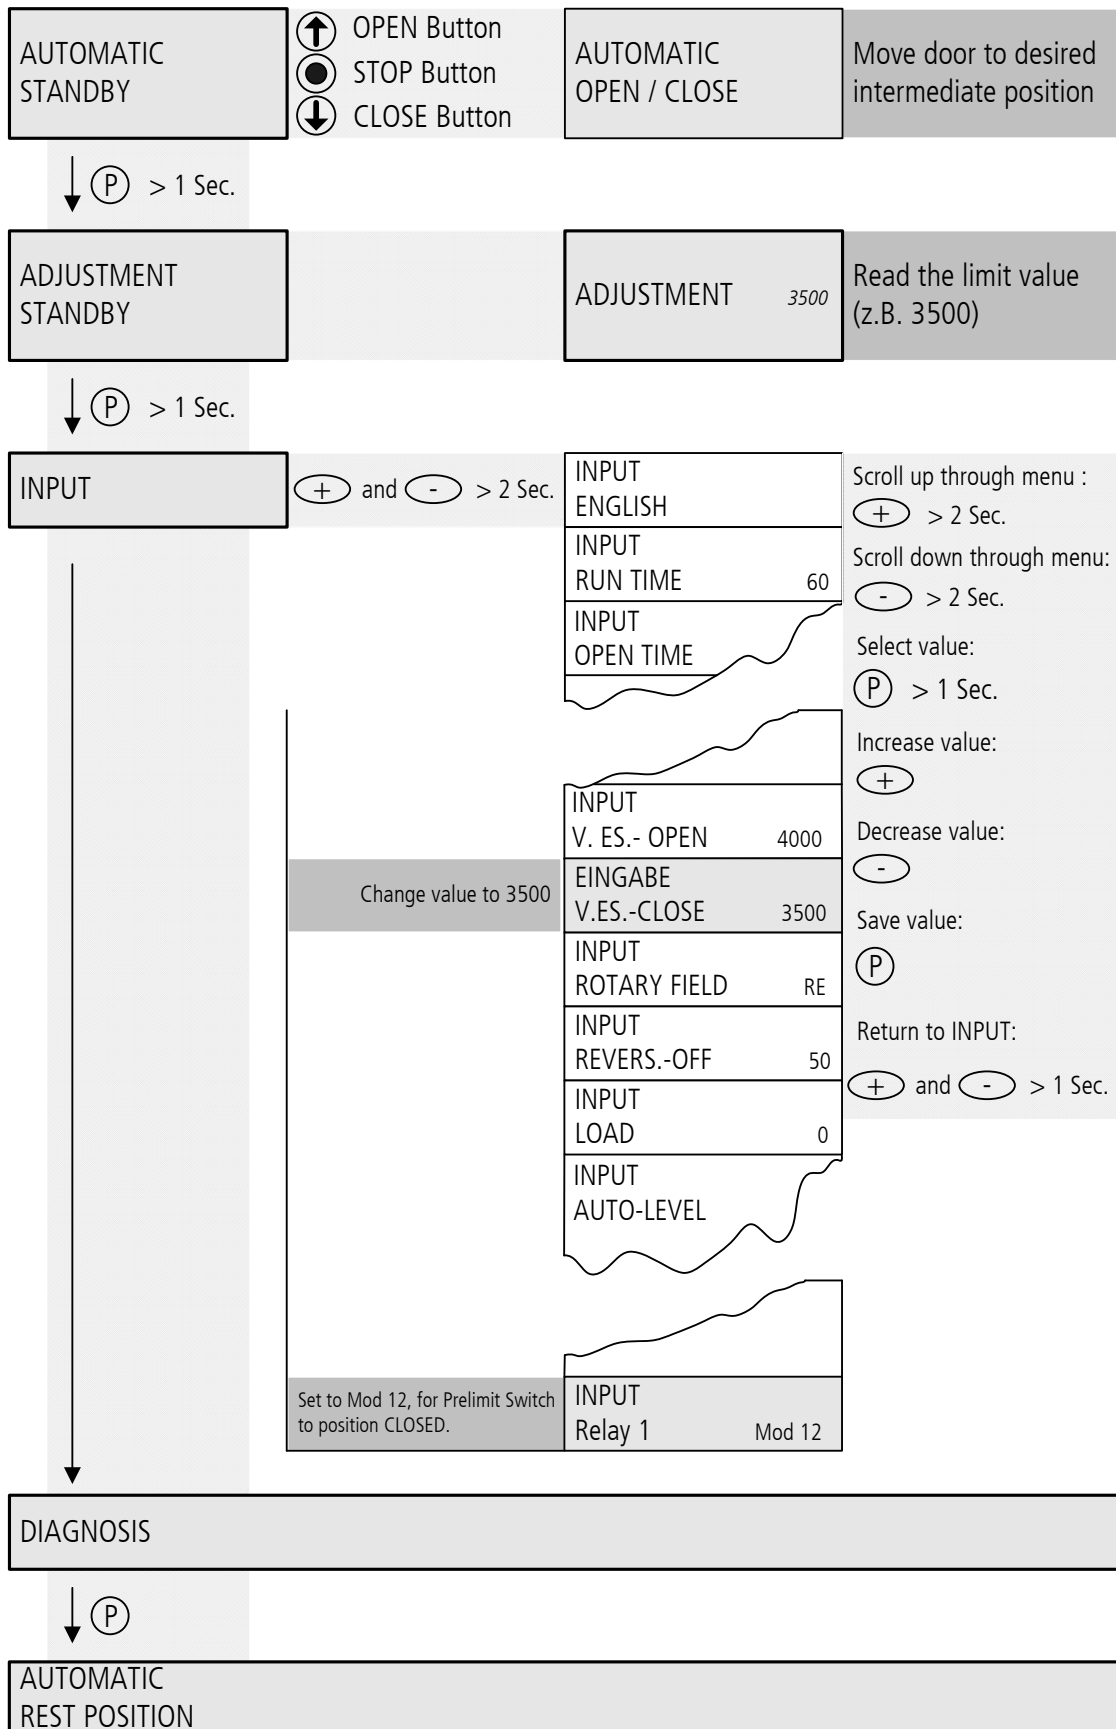 AUTOMATIC
STANDBY
OPEN Button
STOP Button
CLOSE Button
AUTOMATIC
OPEN / CLOSE
Move door to desired
intermediate position
P > 1 Sec.
ADJUSTMENT
STANDBY
ADJUSTMENT 3500
Read the limit value
(z.B. 3500)
P > 1 Sec.
INPUT
+ and - > 2 Sec.
INPUT
ENGLISH
INPUT
RUN TIME 60
INPUT
OPEN TIME
INPUT
V. ES.- OPEN 4000
Change value to 3500
EINGABE
V.ES.-CLOSE 3500
INPUT
ROTARY FIELD RE
INPUT
REVERS.-OFF 50
INPUT
LOAD 0
INPUT
AUTO-LEVEL
Set to Mod 12, for Prelimit Switch
to position CLOSED.
INPUT
Relay 1 Mod 12
Scroll up through menu :
+ > 2 Sec.
Scroll down through menu:
- > 2 Sec.
Select value:
P > 1 Sec.
Increase value:
+
Decrease value:
-
Save value:
P
Return to INPUT:
+ and - > 1 Sec.
DIAGNOSIS
P
AUTOMATIC
REST POSITION